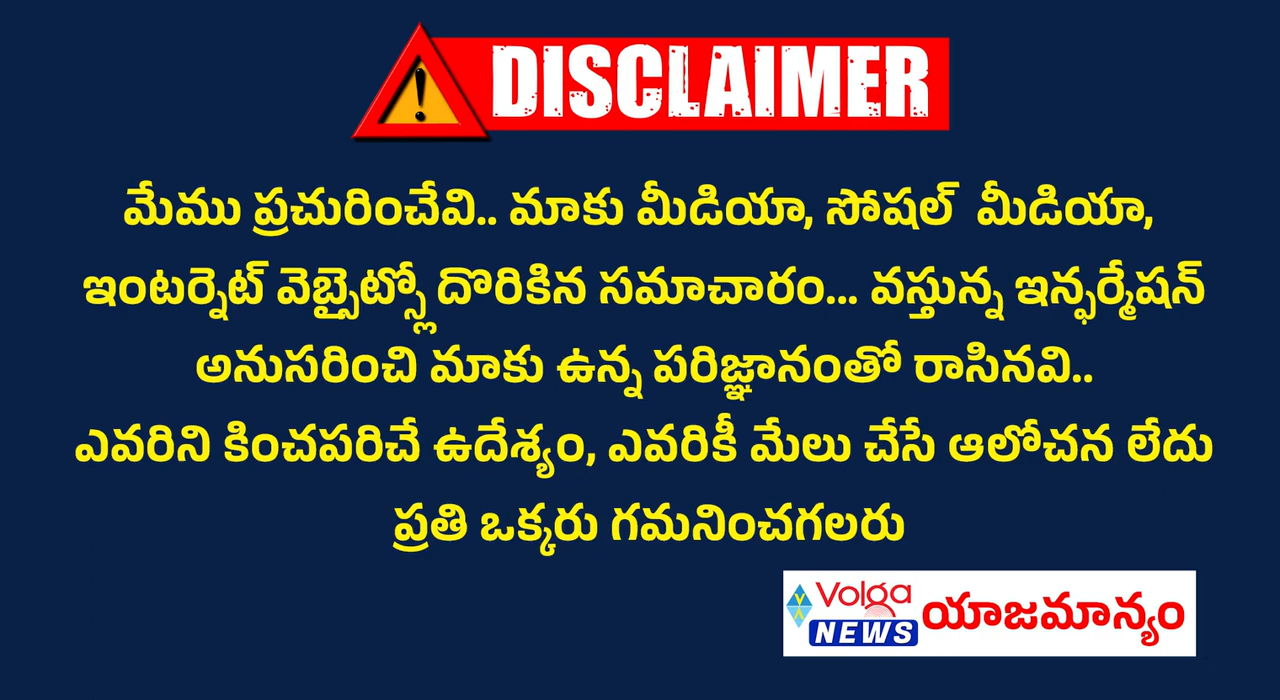 DISCLAIMER
మేము ప్రచురించేవి.. మాకు మీడియా, సోషల్ మీడియా,
ఇంటర్నెట్ వెబ్సైట్స్లో దొరికిన సమాచారం... వస్తున్న ఇన్ఫర్మేషన్
అనుసరించి మాకు ఉన్న పరిజ్ఞానంతో రాసినవి..
ఎవరిని కించపరిచే ఉదేశ్యం, ఎవరికీ మేలు చేసే ఆలోచన లేదు
ప్రతి ఒక్కరు గమనించగలరు
Volga
NEWS యాజమాన్యం